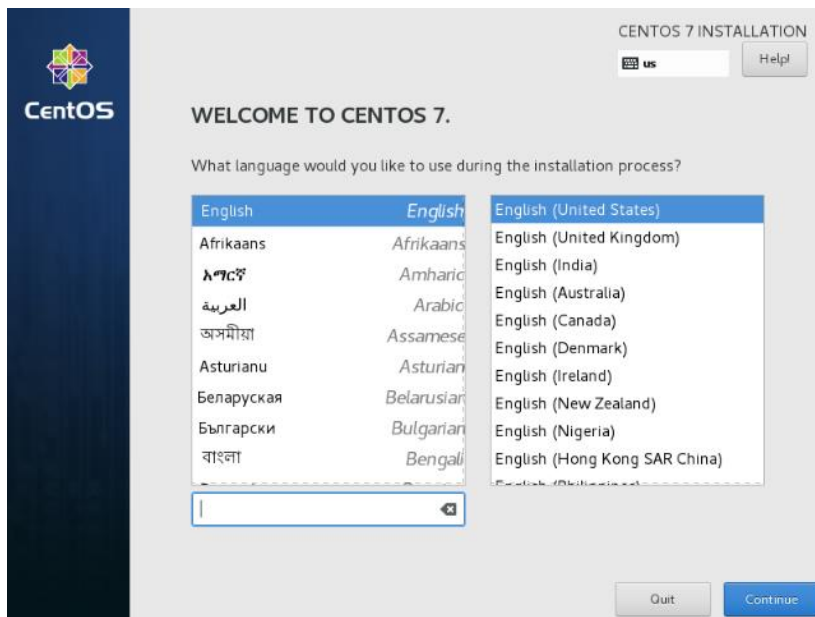 CENTOS 7 INSTALLATION
us
Help!
CentOS
WELCOME TO CENTOS 7.
What language would you like to use during the installation process?
English English
Afrikaans Afrikaans
አማርኛ Amharic
العربية Arabic
অসমীয়া Assamese
Asturianu Asturian
Беларуская Belarusian
Български Bulgarian
বাংলা Bengali
English (United States)
English (United Kingdom)
English (India)
English (Australia)
English (Canada)
English (Denmark)
English (Ireland)
English (New Zealand)
English (Nigeria)
English (Hong Kong SAR China)
English (Philippines)
Quit
Continue